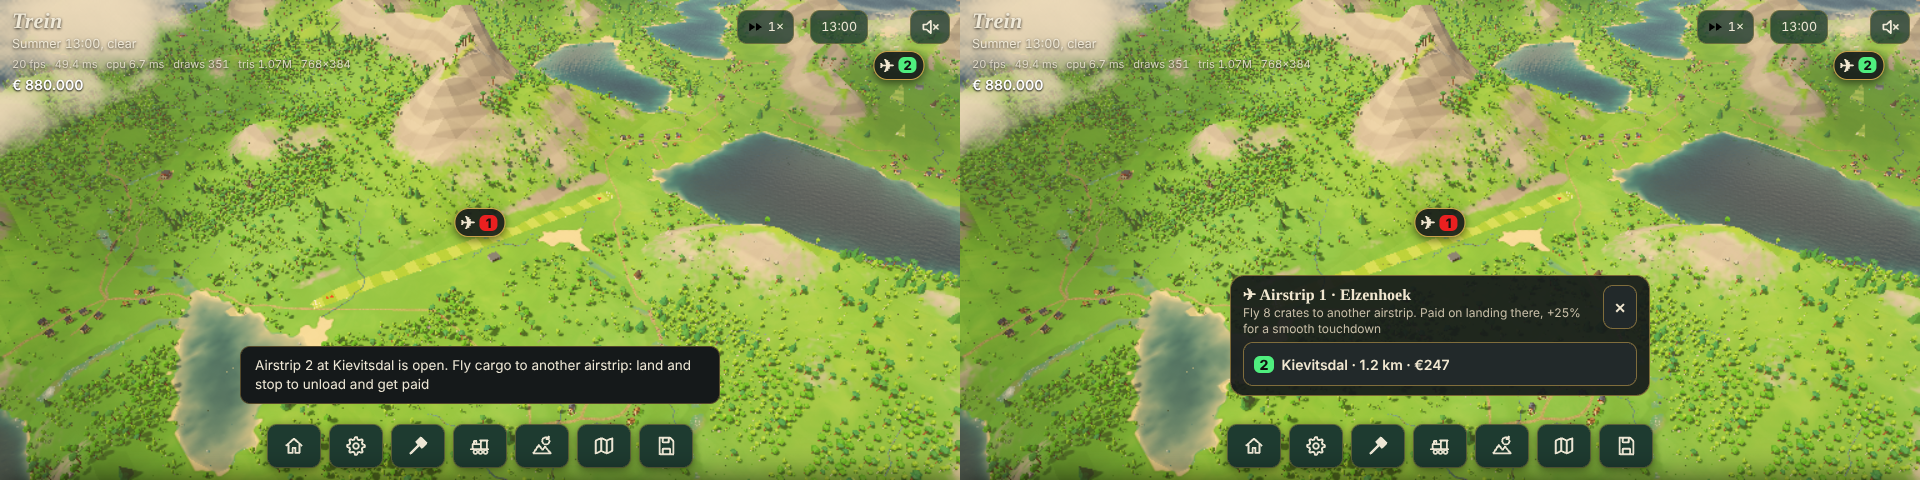 Trein
Summer 13:00, clear
20 fps 49.4 ms cpu 6.7 ms draws 351 tris 1.07M 768×384
€ 880.000
1×
13:00
2
1
Airstrip 2 at Kievitsdal is open. Fly cargo to another airstrip: land and
stop to unload and get paid
Trein
Summer 13:00, clear
20 fps 49.4 ms cpu 6.7 ms draws 351 tris 1.07M 768×384
€ 880.000
1×
13:00
2
1
Airstrip 1 · Elzenhoek
Fly 8 crates to another airstrip. Paid on landing there, +25%
for a smooth touchdown
2 Kievitsdal · 1.2 km · €247